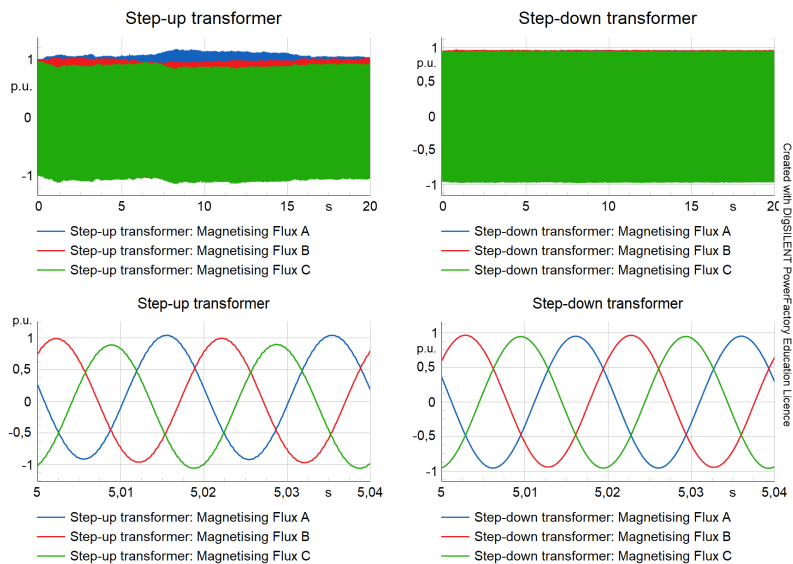 Step-up transformer
1
p.u.
0
-1
0 5 10 15 s 20
Step-up transformer: Magnetising Flux A
Step-up transformer: Magnetising Flux B
Step-up transformer: Magnetising Flux C
Step-down transformer
1
p.u.
0,5
0
-0,5
-1
0 5 10 15 s 20
Step-down transformer: Magnetising Flux A
Step-down transformer: Magnetising Flux B
Step-down transformer: Magnetising Flux C
Step-up transformer
p.u.
1
0,5
0
-0,5
-1
5 5,01 5,02 5,03 s 5,04
Step-up transformer: Magnetising Flux A
Step-up transformer: Magnetising Flux B
Step-up transformer: Magnetising Flux C
Step-down transformer
1
p.u.
0,5
0
-0,5
-1
5 5,01 5,02 5,03 s 5,04
Step-down transformer: Magnetising Flux A
Step-down transformer: Magnetising Flux B
Step-down transformer: Magnetising Flux C
Created with DIgSILENT PowerFactory Education Licence